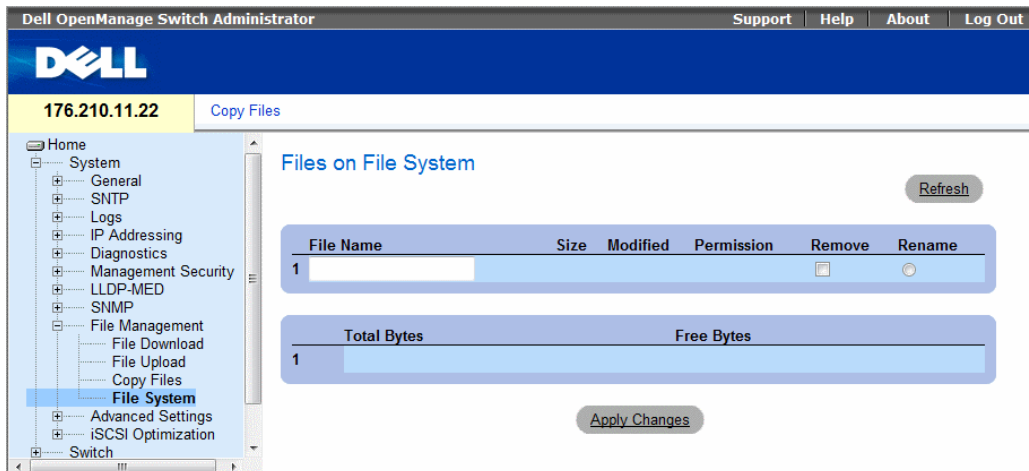 Dell OpenManage Switch Administrator Support Help About Log Out
DELL
176.210.11.22 Copy Files
Home
System
General
SNTP
Logs
IP Addressing
Diagnostics
Management Security
LLDP-MED
SNMP
File Management
File Download
File Upload
Copy Files
File System
Advanced Settings
iSCSI Optimization
Switch
Files on File System
Refresh
File Name Size Modified Permission Remove Rename
1
Total Bytes Free Bytes
1
Apply Changes